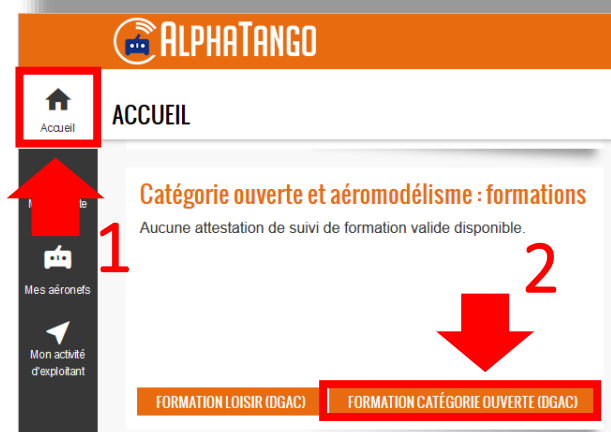 ALPHATANGO
Accueil
ACCUEIL
te
1
Mes aéronefs
Mon activité
d'exploitant
Catégorie ouverte et aéromodélisme : formations
Aucune attestation de suivi de formation valide disponible.
2
FORMATION LOISIR (DGAC)
FORMATION CATÉGORIE OUVERTE (DGAC)